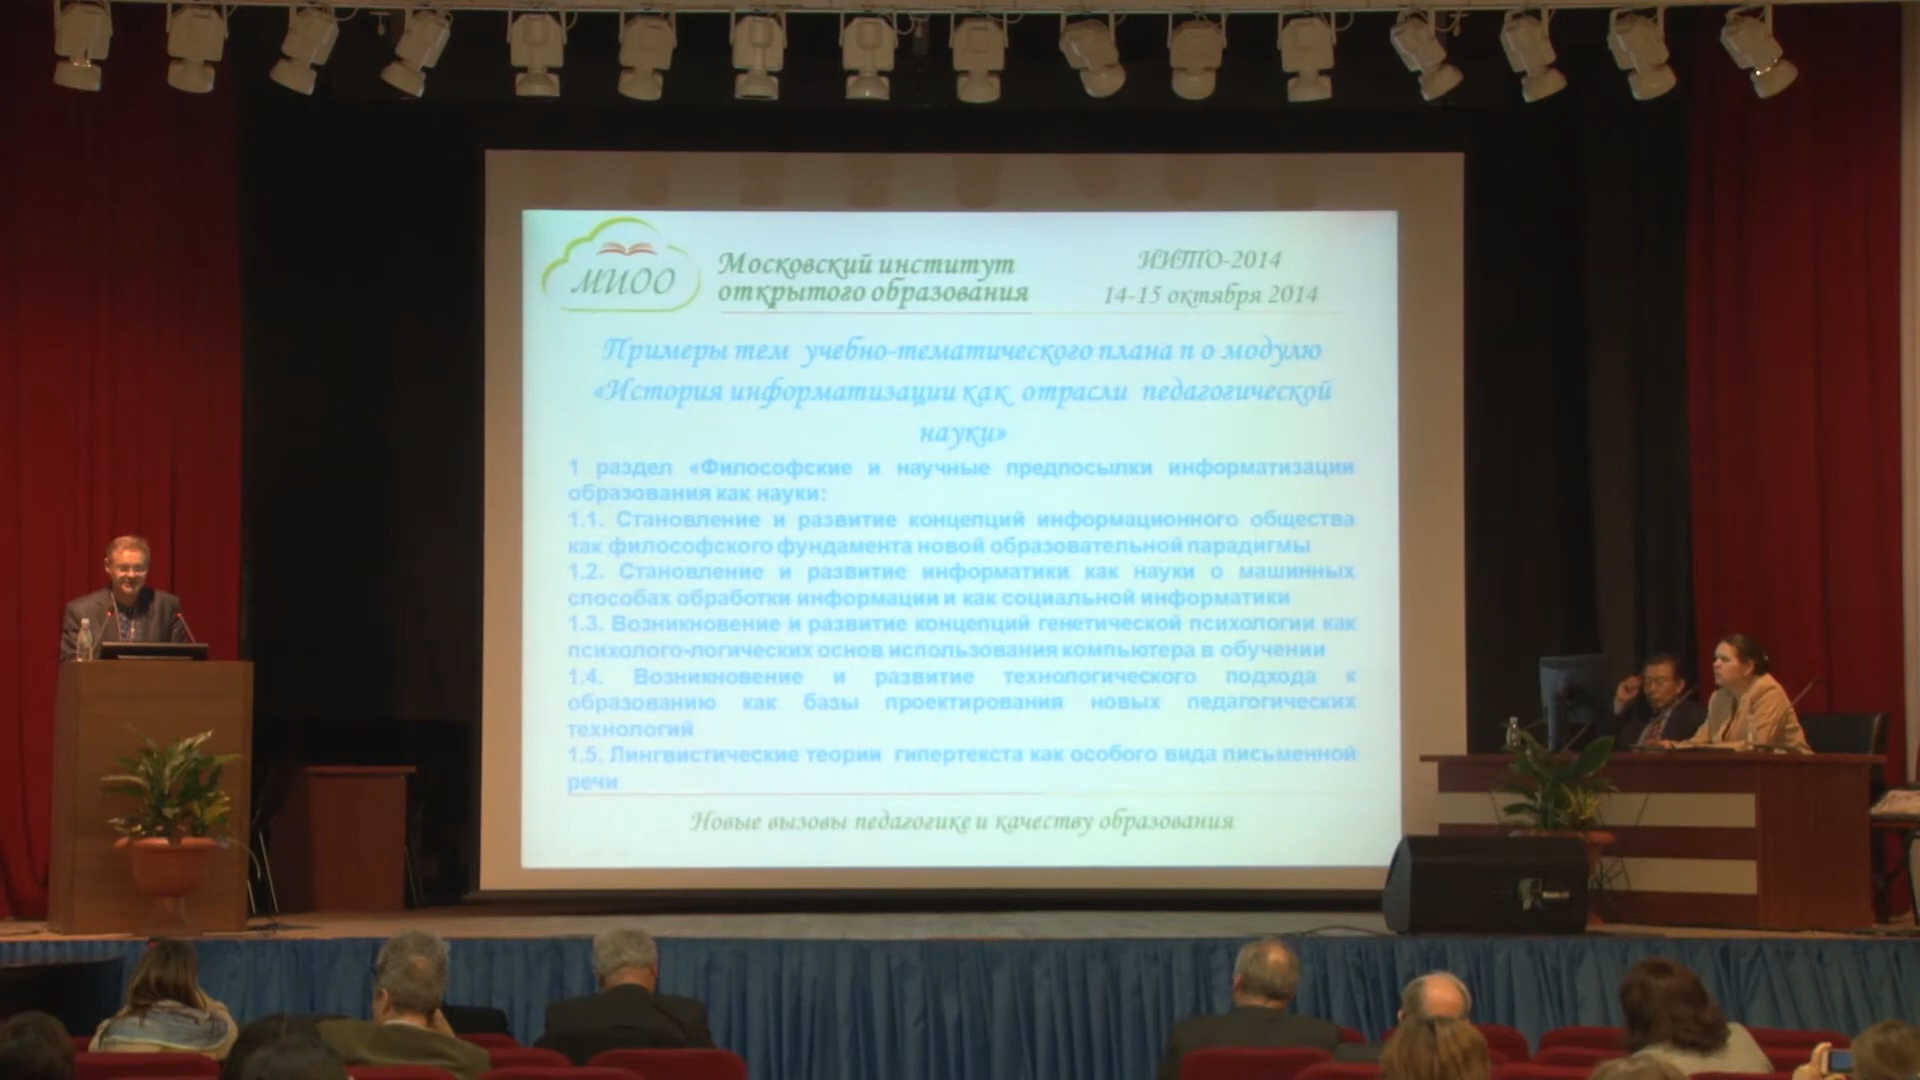 МИОО
Московский институт
открытого образования
ИИТО-2014
14-15 октября 2014
Примеры тем учебно-тематического плана п о модулю
«История информатизации как отрасли педагогической
науки»
1 раздел «Философские и научные предпосылки информатизации
образования как науки:
1.1. Становление и развитие концепций информационного общества
как философского фундамента новой образовательной парадигмы
1.2. Становление и развитие информатики как науки о машинных
способах обработки информации и как социальной информатики
1.3. Возникновение и развитие концепций генетической психологии как
психолого-логических основ использования компьютера в обучении
1.4. Возникновение и развитие технологического подхода к
образованию как базы проектирования новых педагогических
технологий
1.5. Лингвистические теории гипертекста как особого вида письменной
речи
Новые вызовы педагогике и качеству образования